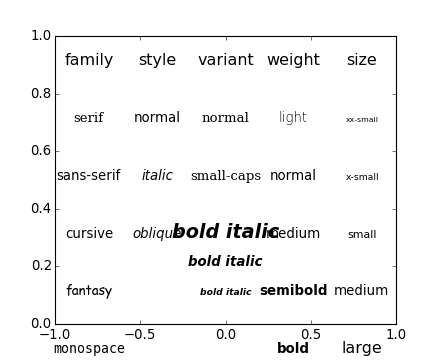 1.0
family style variant weight size
0.8
serif normal normal light xx-small
0.6
sans-serif italic small-caps normal x-small
0.4
cursive oblique bold italic medium small
0.2
bold italic
fantasy bold italic semibold medium
0.0
−1.0 −0.5 0.0 0.5 1.0
monospace bold large